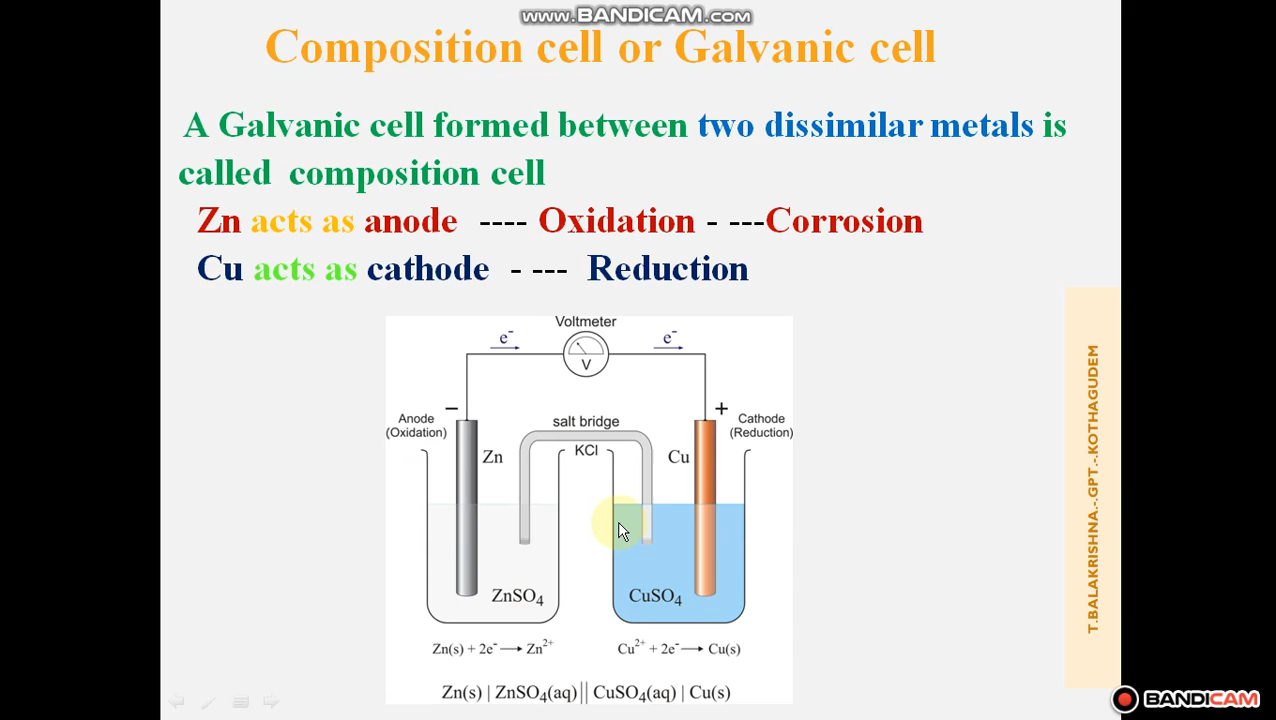 www.BANDICAM.com
Composition cell or Galvanic cell
A Galvanic cell formed between two dissimilar metals is
called composition cell
Zn acts as anode ---- Oxidation - ---Corrosion
Cu acts as cathode - --- Reduction
Voltmeter
e⁻ e⁻
V
− +
Anode
(Oxidation)
salt bridge
Cathode
(Reduction)
Zn KCl Cu
ZnSO₄ CuSO₄
Zn(s) + 2e⁻ → Zn²⁺ Cu²⁺ + 2e⁻ → Cu(s)
Zn(s) | ZnSO₄(aq) || CuSO₄(aq) | Cu(s)
T.BALAKRISHNA.-.GPT.-.KOTHAGUDEM
BANDICAM